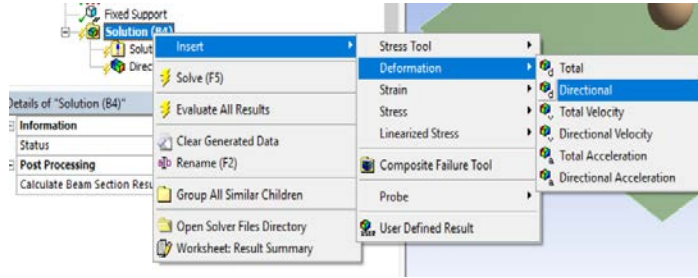 Fixed Support
Solution (B4)
Solut
Direc
Details of "Solution (B4)"
Information
Status
Post Processing
Calculate Beam Section Resu
Insert
Solve (F5)
Evaluate All Results
Clear Generated Data
Rename (F2)
Group All Similar Children
Open Solver Files Directory
Worksheet: Result Summary
Stress Tool
Deformation
Strain
Stress
Linearized Stress
Composite Failure Tool
Probe
User Defined Result
Total
Directional
Total Velocity
Directional Velocity
Total Acceleration
Directional Acceleration